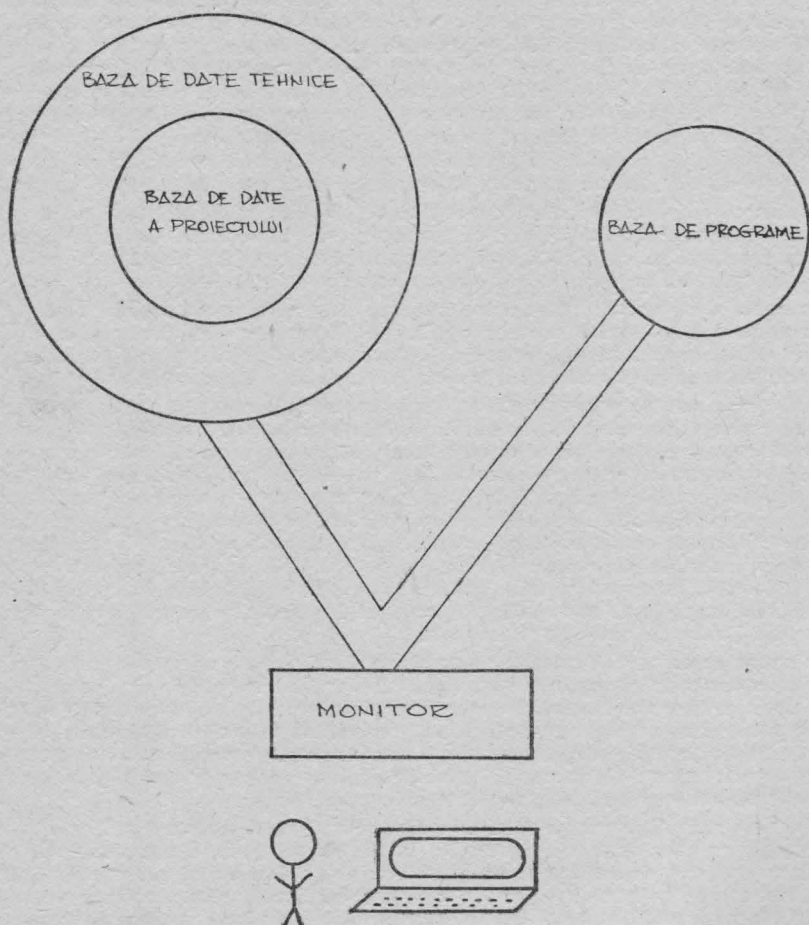 BAZA DE DATE TEHNICE
BAZA DE DATE
A PROIECTULUI
BAZA DE PROGRAME
MONITOR